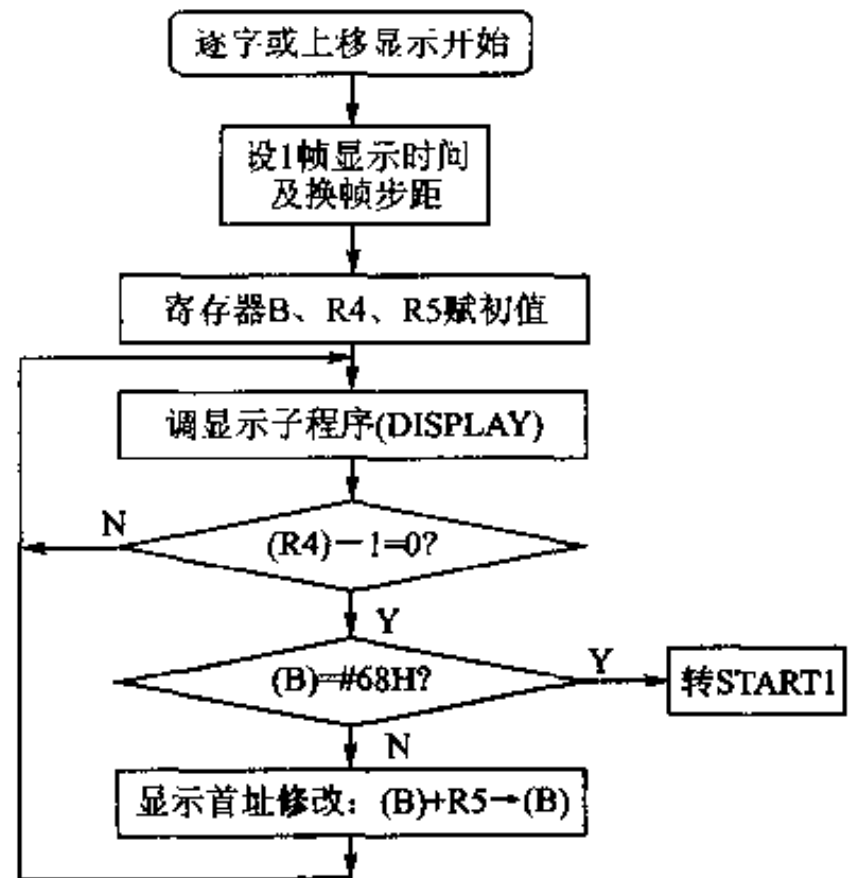 逐字或上移显示开始
设1帧显示时间
及换帧步距
寄存器B、R4、R5赋初值
调显示子程序(DISPLAY)
N
(R4)－1=0?
Y
(B)=#68H?
Y
转START1
N
显示首址修改：(B)+R5→(B)